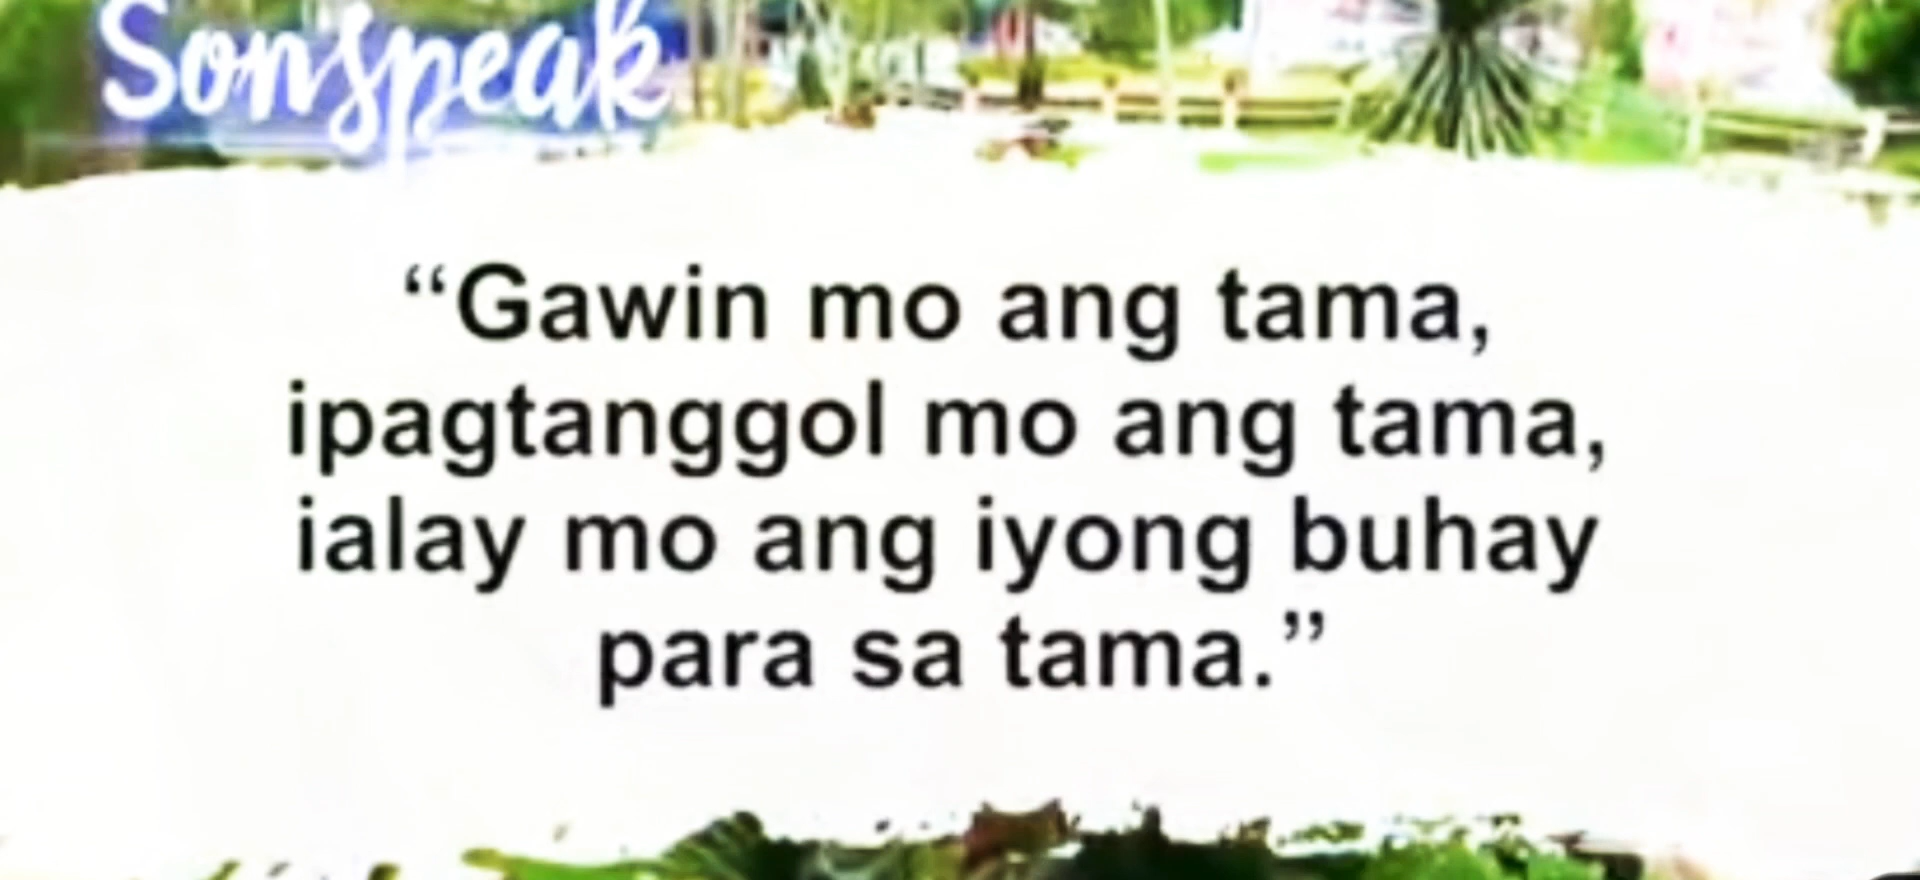 Sonspeak
“Gawin mo ang tama,
ipagtanggol mo ang tama,
ialay mo ang iyong buhay
para sa tama.”